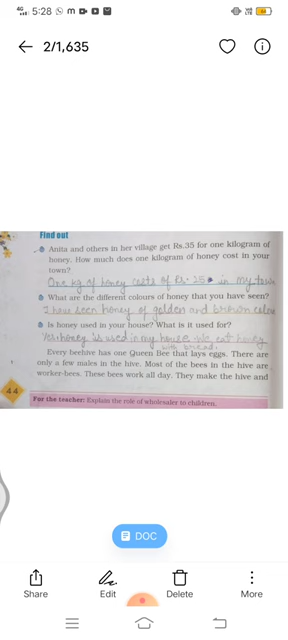 4G 5:28
2/1,635
Find out
Anita and others in her village get Rs.35 for one kilogram of
honey. How much does one kilogram of honey cost in your
town?
One kg of honey costs of Rs. 25 in my town
What are the different colours of honey that you have seen?
I have seen honey of golden and brown colour
Is honey used in your house? What is it used for?
Yes, honey is used in my house we eat honey
with bread.
Every beehive has one Queen Bee that lays eggs. There are
only a few males in the hive. Most of the bees in the hive are
worker-bees. These bees work all day. They make the hive and
44
For the teacher: Explain the role of wholesaler to children.
DOC
Share Edit Delete More